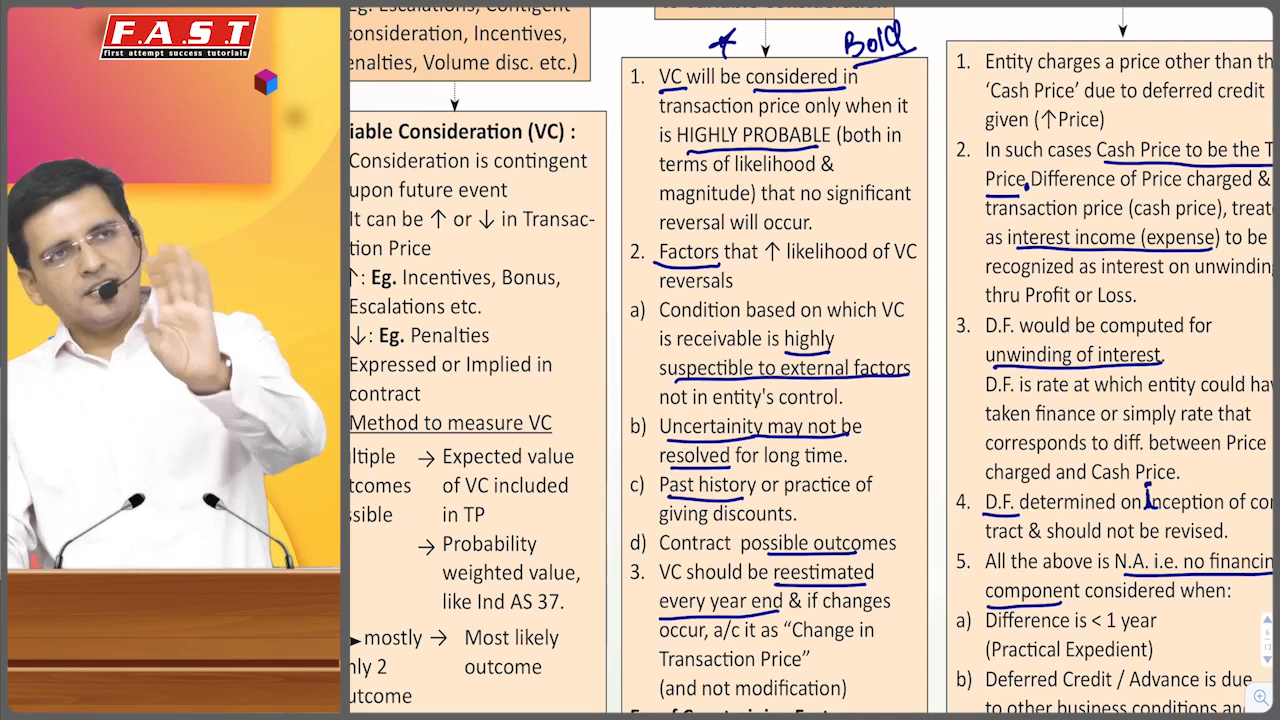 F.A.S.T
first attempt success tutorials
Eg. Escalations, Contigent
consideration, Incentives,
enalties, Volume disc. etc.)
iable Consideration (VC) :
Consideration is contingent
upon future event
It can be ↑ or ↓ in Transac-
tion Price
↑: Eg. Incentives, Bonus,
Escalations etc.
↓: Eg. Penalties
Expressed or Implied in
contract
Method to measure VC
ltiple → Expected value
tcomes of VC included
ssible in TP
→ Probability
weighted value,
like Ind AS 37.
mostly → Most likely
nly 2 outcome
utcome
Bold
1. VC will be considered in
transaction price only when it
is HIGHLY PROBABLE (both in
terms of likelihood &
magnitude) that no significant
reversal will occur.
2. Factors that ↑ likelihood of VC
reversals
a) Condition based on which VC
is receivable is highly
suspectible to external factors
not in entity's control.
b) Uncertainity may not be
resolved for long time.
c) Past history or practice of
giving discounts.
d) Contract possible outcomes
3. VC should be reestimated
every year end & if changes
occur, a/c it as “Change in
Transaction Price”
(and not modification)
1. Entity charges a price other than th
‘Cash Price’ due to deferred credit
given (↑Price)
2. In such cases Cash Price to be the T
Price. Difference of Price charged &
transaction price (cash price), treat
as interest income (expense) to be
recognized as interest on unwindin
thru Profit or Loss.
3. D.F. would be computed for
unwinding of interest.
D.F. is rate at which entity could hav
taken finance or simply rate that
corresponds to diff. between Price
charged and Cash Price.
4. D.F. determined on inception of con
tract & should not be revised.
5. All the above is N.A. i.e. no financin
component considered when:
a) Difference is < 1 year
(Practical Expedient)
b) Deferred Credit / Advance is due
to other business conditions and
6
13